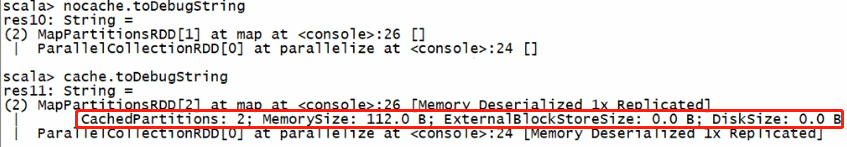 scala> nocache.toDebugString
res10: String =
(2) MapPartitionsRDD[1] at map at <console>:26 []
 |  ParallelCollectionRDD[0] at parallelize at <console>:24 []
scala> cache.toDebugString
res11: String =
(2) MapPartitionsRDD[2] at map at <console>:26 [Memory Deserialized 1x Replicated]
 |       CachedPartitions: 2; MemorySize: 112.0 B; ExternalBlockStoreSize: 0.0 B; DiskSize: 0.0 B
 |  ParallelCollectionRDD[0] at parallelize at <console>:24 [Memory Deserialized 1x Replicated]